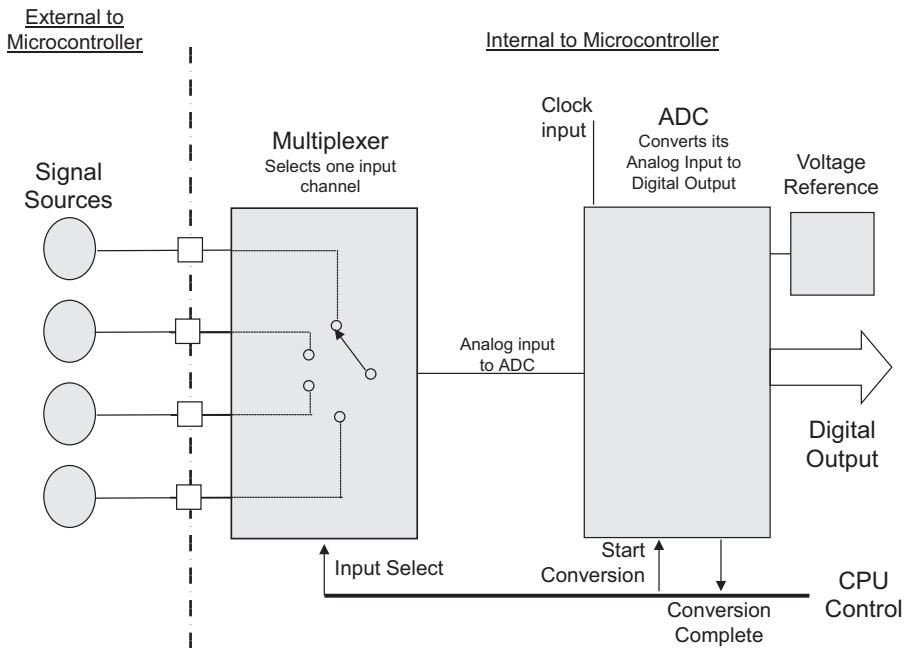 External to
Microcontroller
Internal to Microcontroller
Clock
input
ADC
Converts its
Analog Input to
Digital Output
Multiplexer
Selects one input
channel
Voltage
Reference
Signal
Sources
Analog input
to ADC
Digital
Output
Input Select
Start
Conversion
CPU
Control
Conversion
Complete